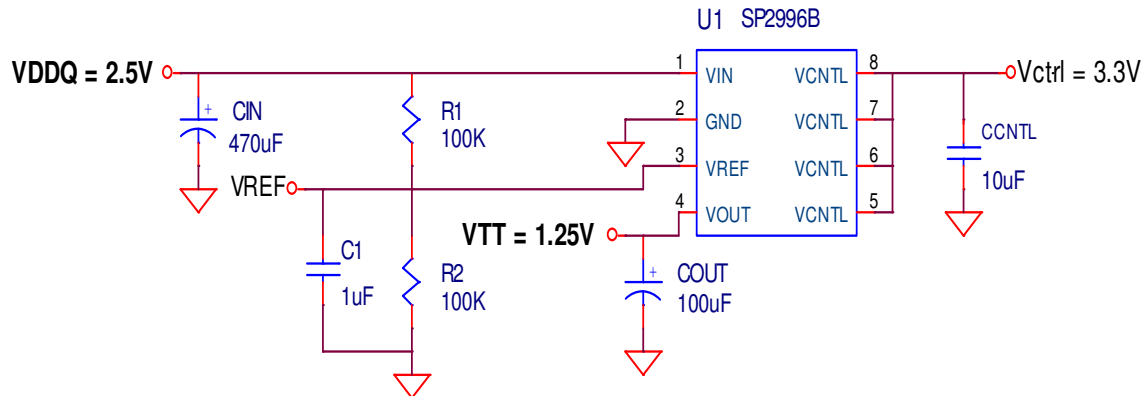 U1 SP2996B
VDDQ = 2.5V
1
VIN
VCNTL
8
Vctrl = 3.3V
+
CIN
470uF
R1
100K
2
GND
VCNTL
7
CCNTL
10uF
VREF
3
VREF
VCNTL
6
4
VOUT
VCNTL
5
VTT = 1.25V
C1
1uF
R2
100K
+
COUT
100uF